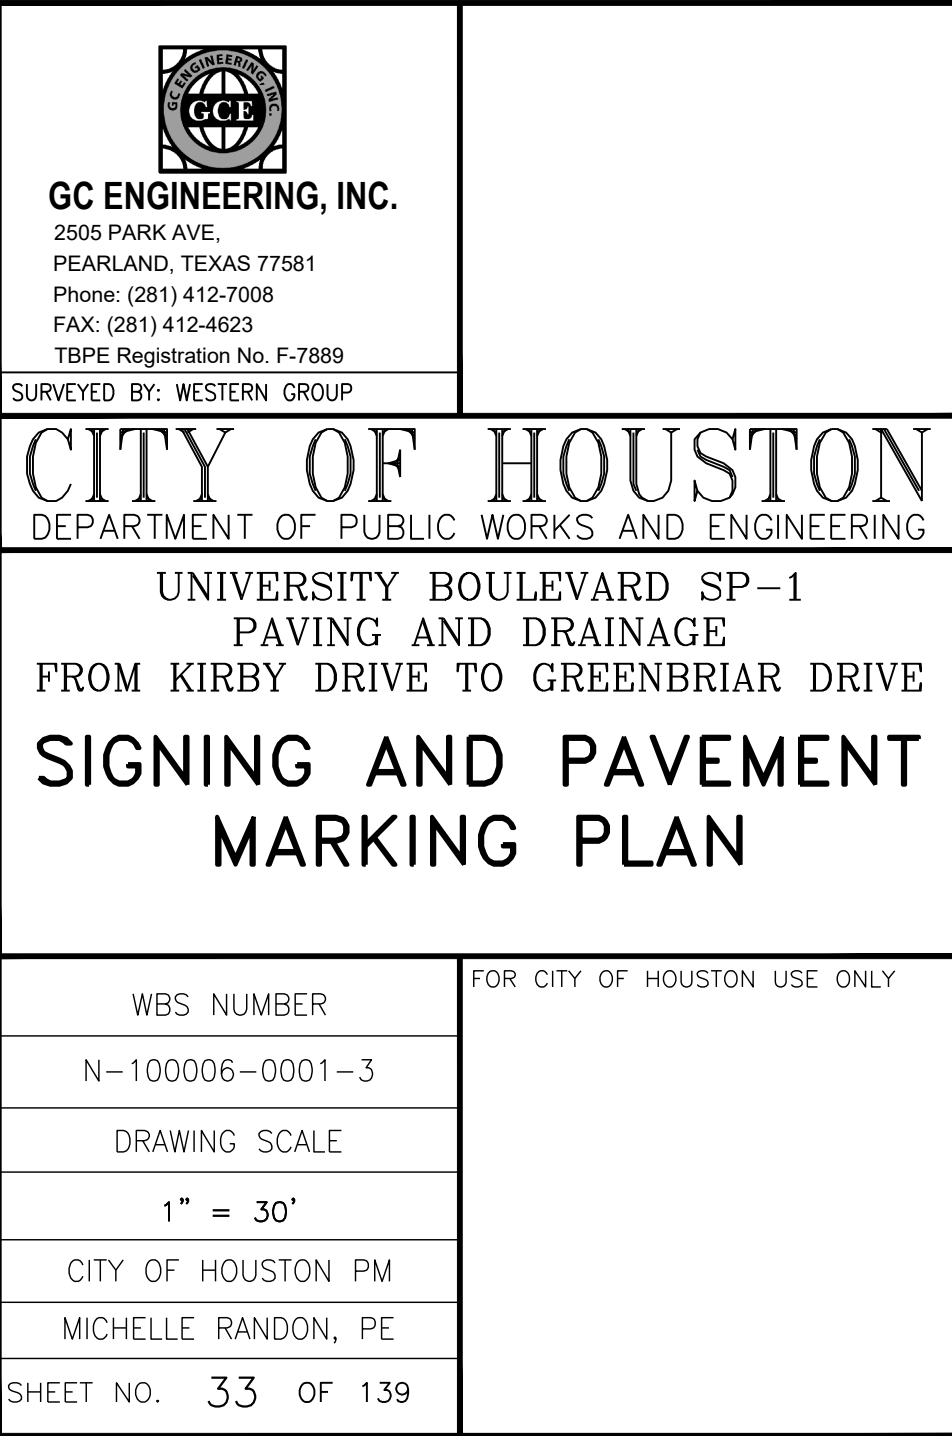 GC ENGINEERING, INC.
GCE
GC ENGINEERING, INC.
2505 PARK AVE,
PEARLAND, TEXAS 77581
Phone: (281) 412-7008
FAX: (281) 412-4623
TBPE Registration No. F-7889
SURVEYED BY: WESTERN GROUP
CITY OF HOUSTON
DEPARTMENT OF PUBLIC WORKS AND ENGINEERING
UNIVERSITY BOULEVARD SP-1
PAVING AND DRAINAGE
FROM KIRBY DRIVE TO GREENBRIAR DRIVE
SIGNING AND PAVEMENT
MARKING PLAN
WBS NUMBER
N-100006-0001-3
DRAWING SCALE
1" = 30'
CITY OF HOUSTON PM
MICHELLE RANDON, PE
SHEET NO. 33 OF 139
FOR CITY OF HOUSTON USE ONLY